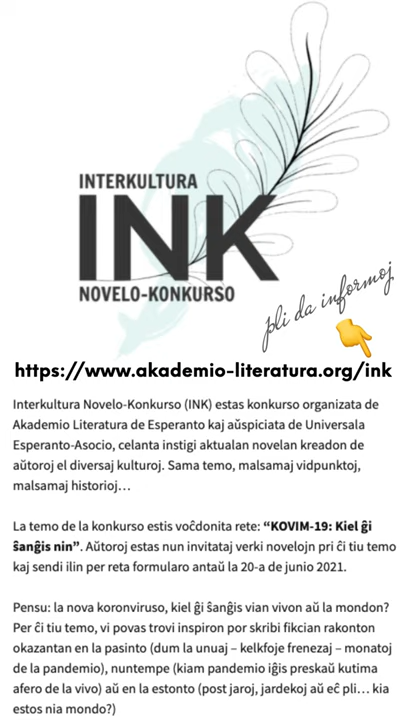 INTERKULTURA
INK
NOVELO-KONKURSO
pli da informoj
https://www.akademio-literatura.org/ink
Interkultura Novelo-Konkurso (INK) estas konkurso organizata de
Akademio Literatura de Esperanto kaj aŭspiciata de Universala
Esperanto-Asocio, celanta instigi aktualan novelan kreadon de
aŭtoroj el diversaj kulturoj. Sama temo, malsamaj vidpunktoj,
malsamaj historioj…
La temo de la konkurso estis voĉdonita rete: “KOVIM-19: Kiel ĝi
ŝanĝis nin”. Aŭtoroj estas nun invitataj verki novelojn pri ĉi tiu temo
kaj sendi ilin per reta formularo antaŭ la 20-a de junio 2021.
Pensu: la nova koronviruso, kiel ĝi ŝanĝis vian vivon aŭ la mondon?
Per ĉi tiu temo, vi povas trovi inspiron por skribi fikcian rakonton
okazantan en la pasinto (dum la unuaj – kelkfoje frenezaj – monatoj
de la pandemio), nuntempe (kiam pandemio iĝis preskaŭ kutima
afero de la vivo) aŭ en la estonto (post jaroj, jardekoj aŭ eĉ pli… kia
estos nia mondo?)